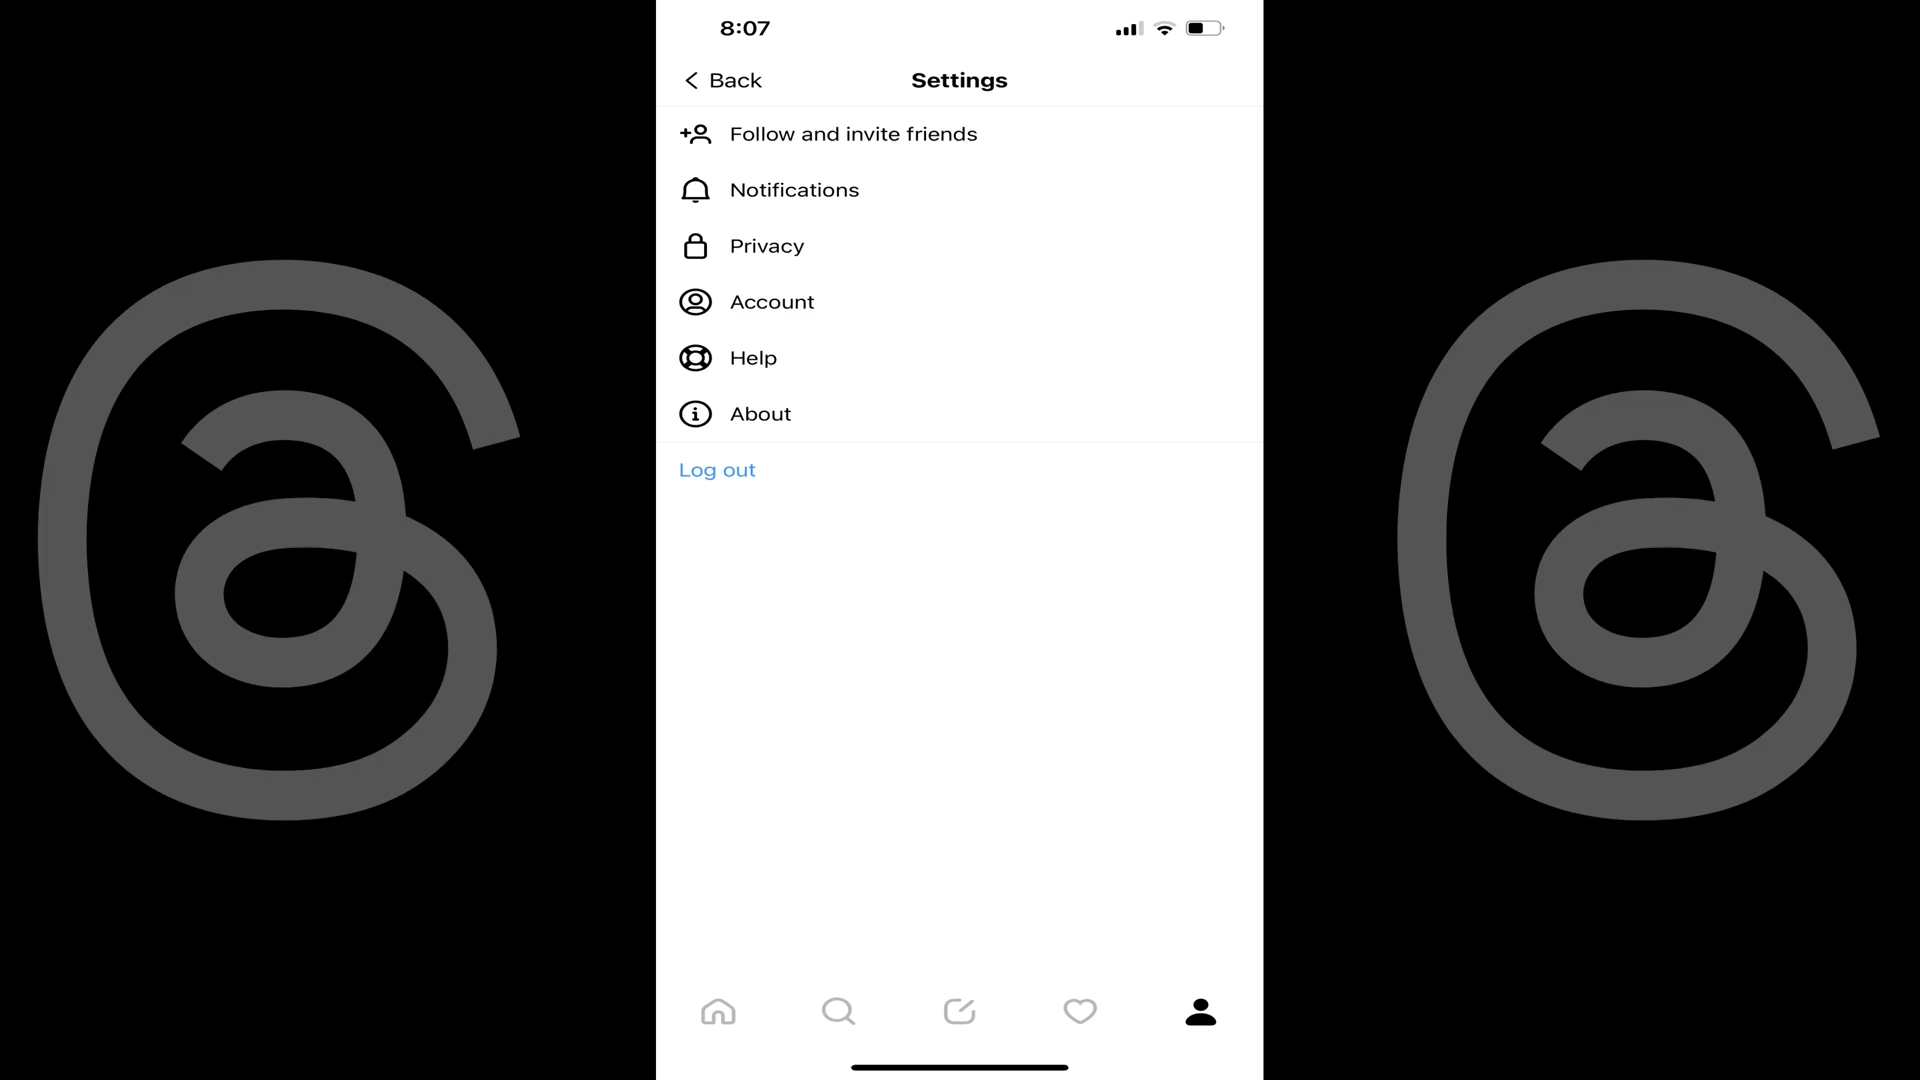 8:07
Back
Settings
Follow and invite friends
Notifications
Privacy
Account
Help
About
Log out